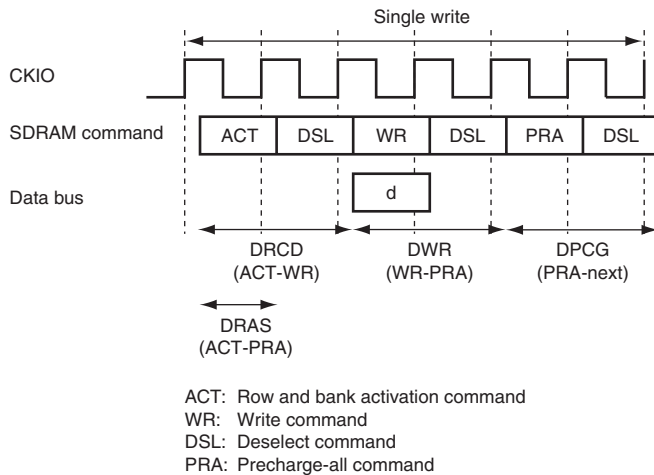 Single write
CKIO
SDRAM command
ACT DSL WR DSL PRA DSL
Data bus
d
DRCD DWR DPCG
(ACT-WR) (WR-PRA) (PRA-next)
DRAS
(ACT-PRA)
ACT: Row and bank activation command
WR: Write command
DSL: Deselect command
PRA: Precharge-all command